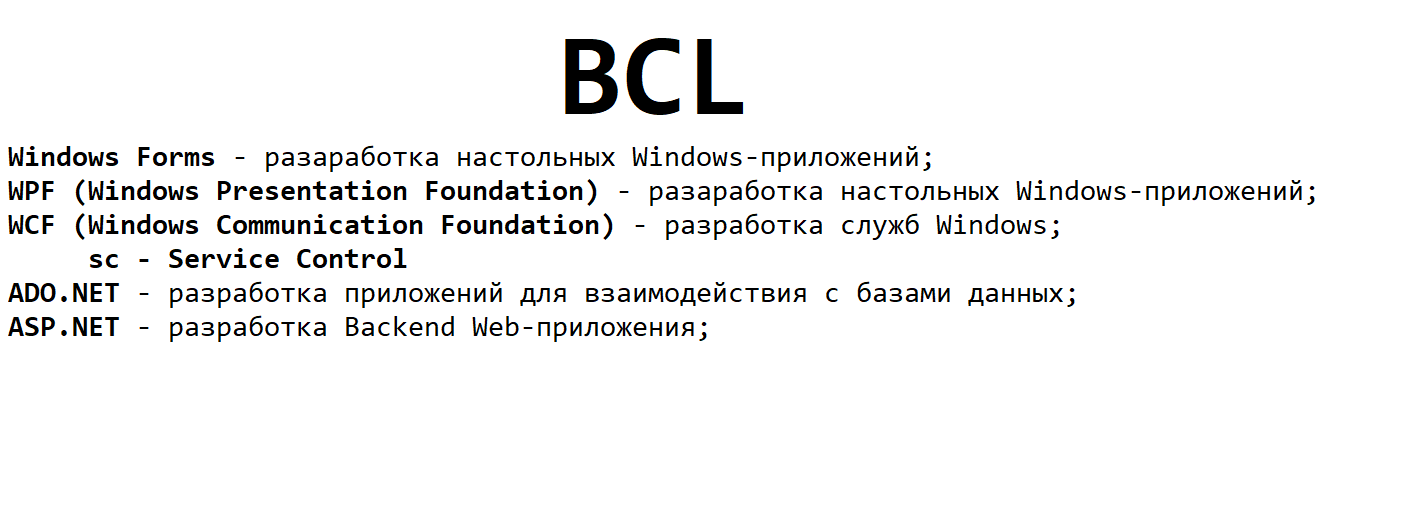 BCL
Windows Forms - разаработка настольных Windows-приложений;
WPF (Windows Presentation Foundation) - разаработка настольных Windows-приложений;
WCF (Windows Communication Foundation) - разработка служб Windows;
sc - Service Control
ADO.NET - разработка приложений для взаимодействия с базами данных;
ASP.NET - разработка Backend Web-приложения;